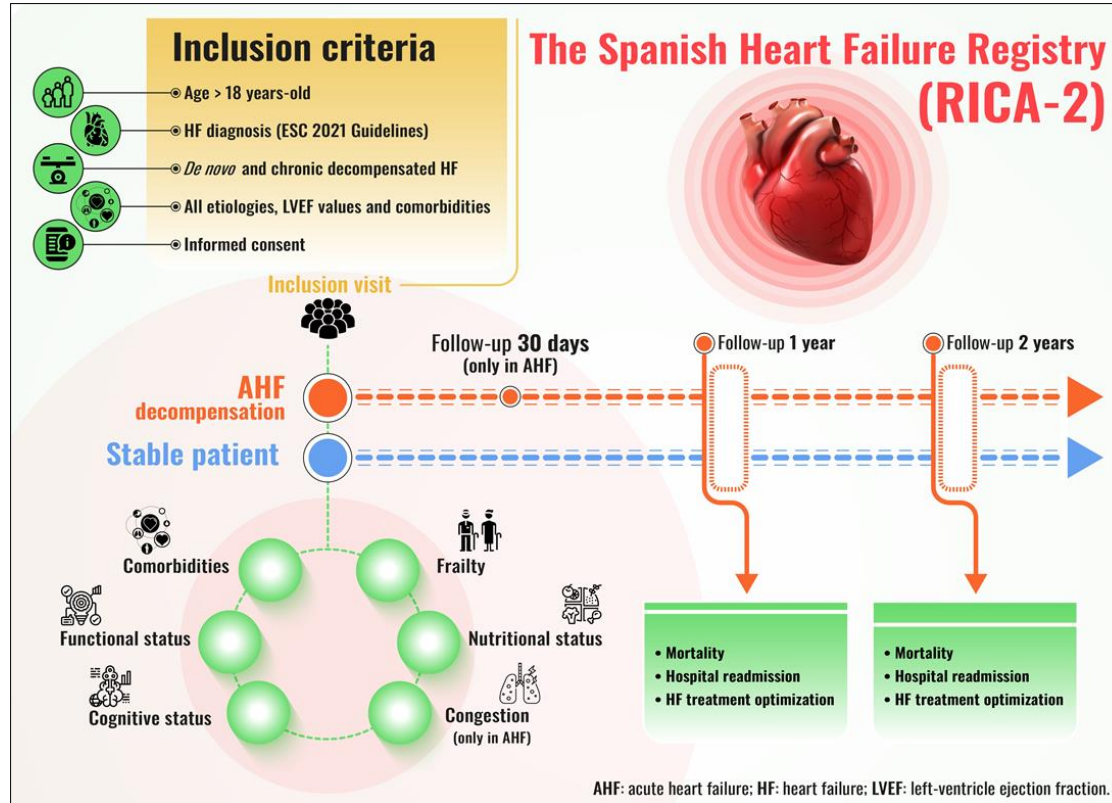 Inclusion criteria
Age > 18 years-old
HF diagnosis (ESC 2021 Guidelines)
De novo and chronic decompensated HF
All etiologies, LVEF values and comorbidities
Informed consent
The Spanish Heart Failure Registry
(RICA-2)
Inclusion visit
Follow-up 30 days
(only in AHF)
Follow-up 1 year
Follow-up 2 years
AHF
decompensation
Stable patient
Comorbidities
Frailty
Functional status
Nutritional status
Cognitive status
Congestion
(only in AHF)
• Mortality
• Hospital readmission
• HF treatment optimization
• Mortality
• Hospital readmission
• HF treatment optimization
AHF: acute heart failure; HF: heart failure; LVEF: left-ventricle ejection fraction.